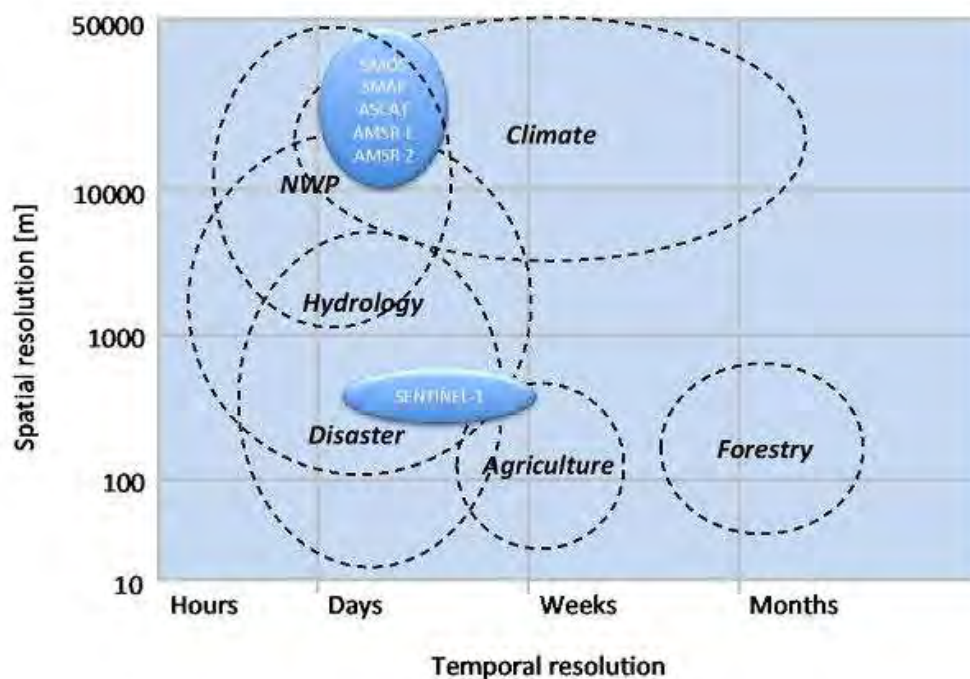 50000
SMOS
SMAP
ASCAT
AMSR-E
AMSR-2
Climate
NWP
10000
Hydrology
1000
SENTINEL-1
Disaster
Agriculture
Forestry
100
10
Spatial resolution [m]
Hours Days Weeks Months
Temporal resolution